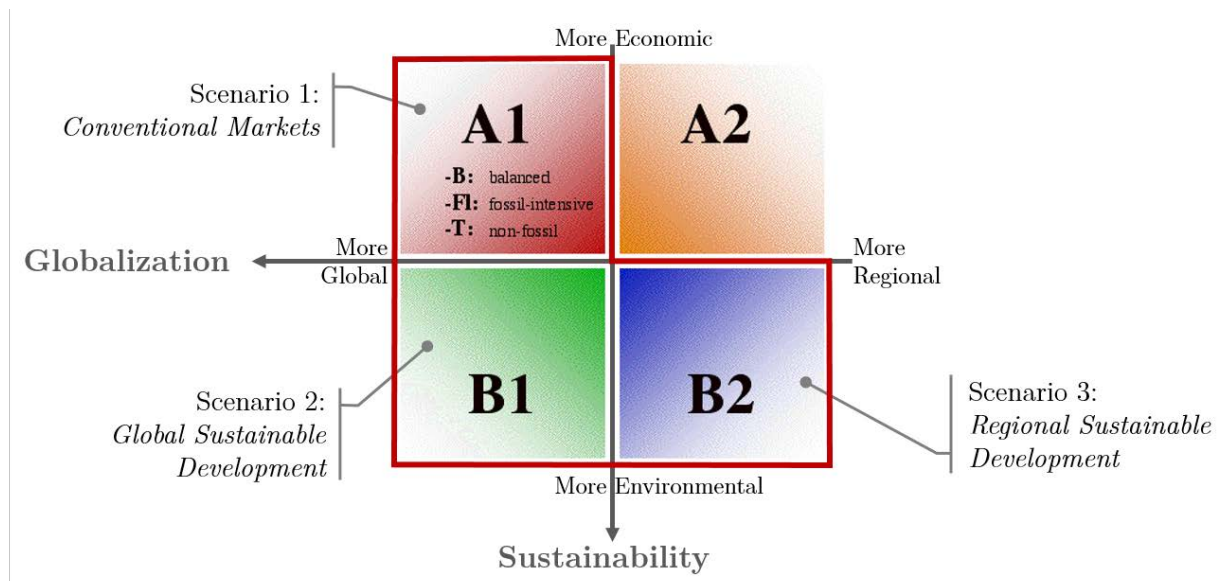 More Economic
Scenario 1:
Conventional Markets
A1
-B: balanced
-FI: fossil-intensive
-T: non-fossil
A2
Globalization
More
Global
More
Regional
B1
B2
Scenario 2:
Global Sustainable
Development
Scenario 3:
Regional Sustainable
Development
More Environmental
Sustainability